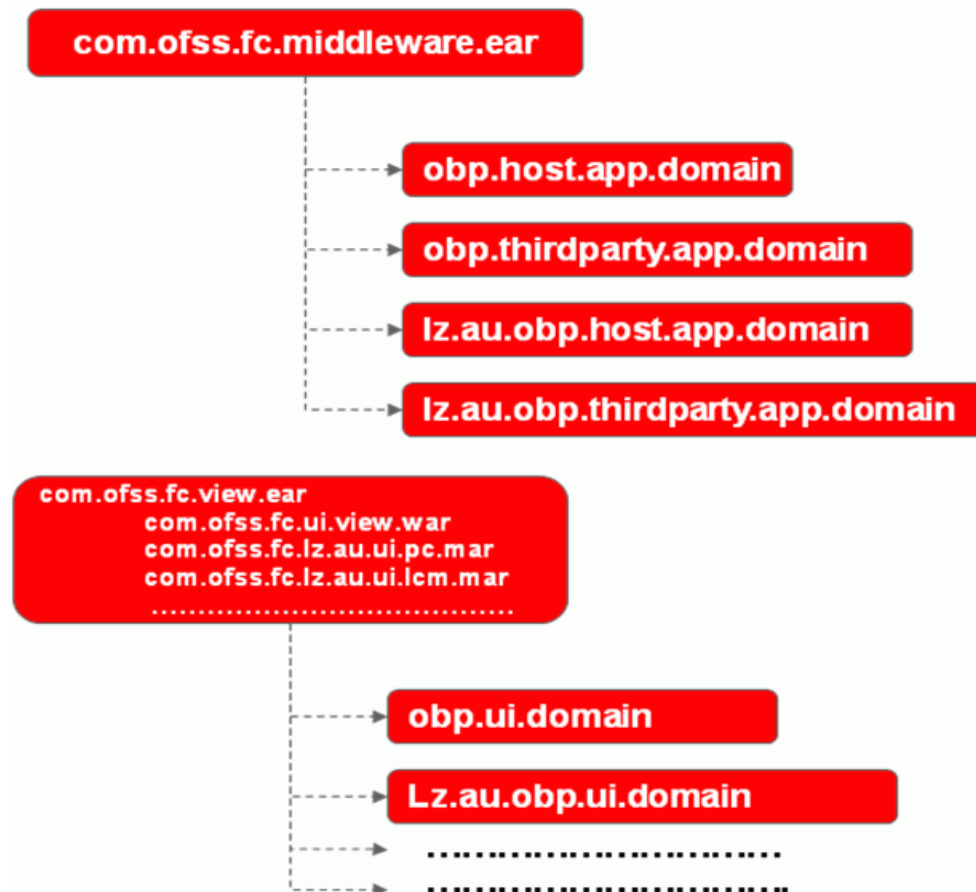 com.ofss.fc.middleware.ear
obp.host.app.domain
obp.thirdparty.app.domain
lz.au.obp.host.app.domain
lz.au.obp.thirdparty.app.domain
com.ofss.fc.view.ear
com.ofss.fc.ui.view.war
com.ofss.fc.lz.au.ui.pc.mar
com.ofss.fc.lz.au.ui.lcm.mar
.......................................
obp.ui.domain
Lz.au.obp.ui.domain
.................................
.................................